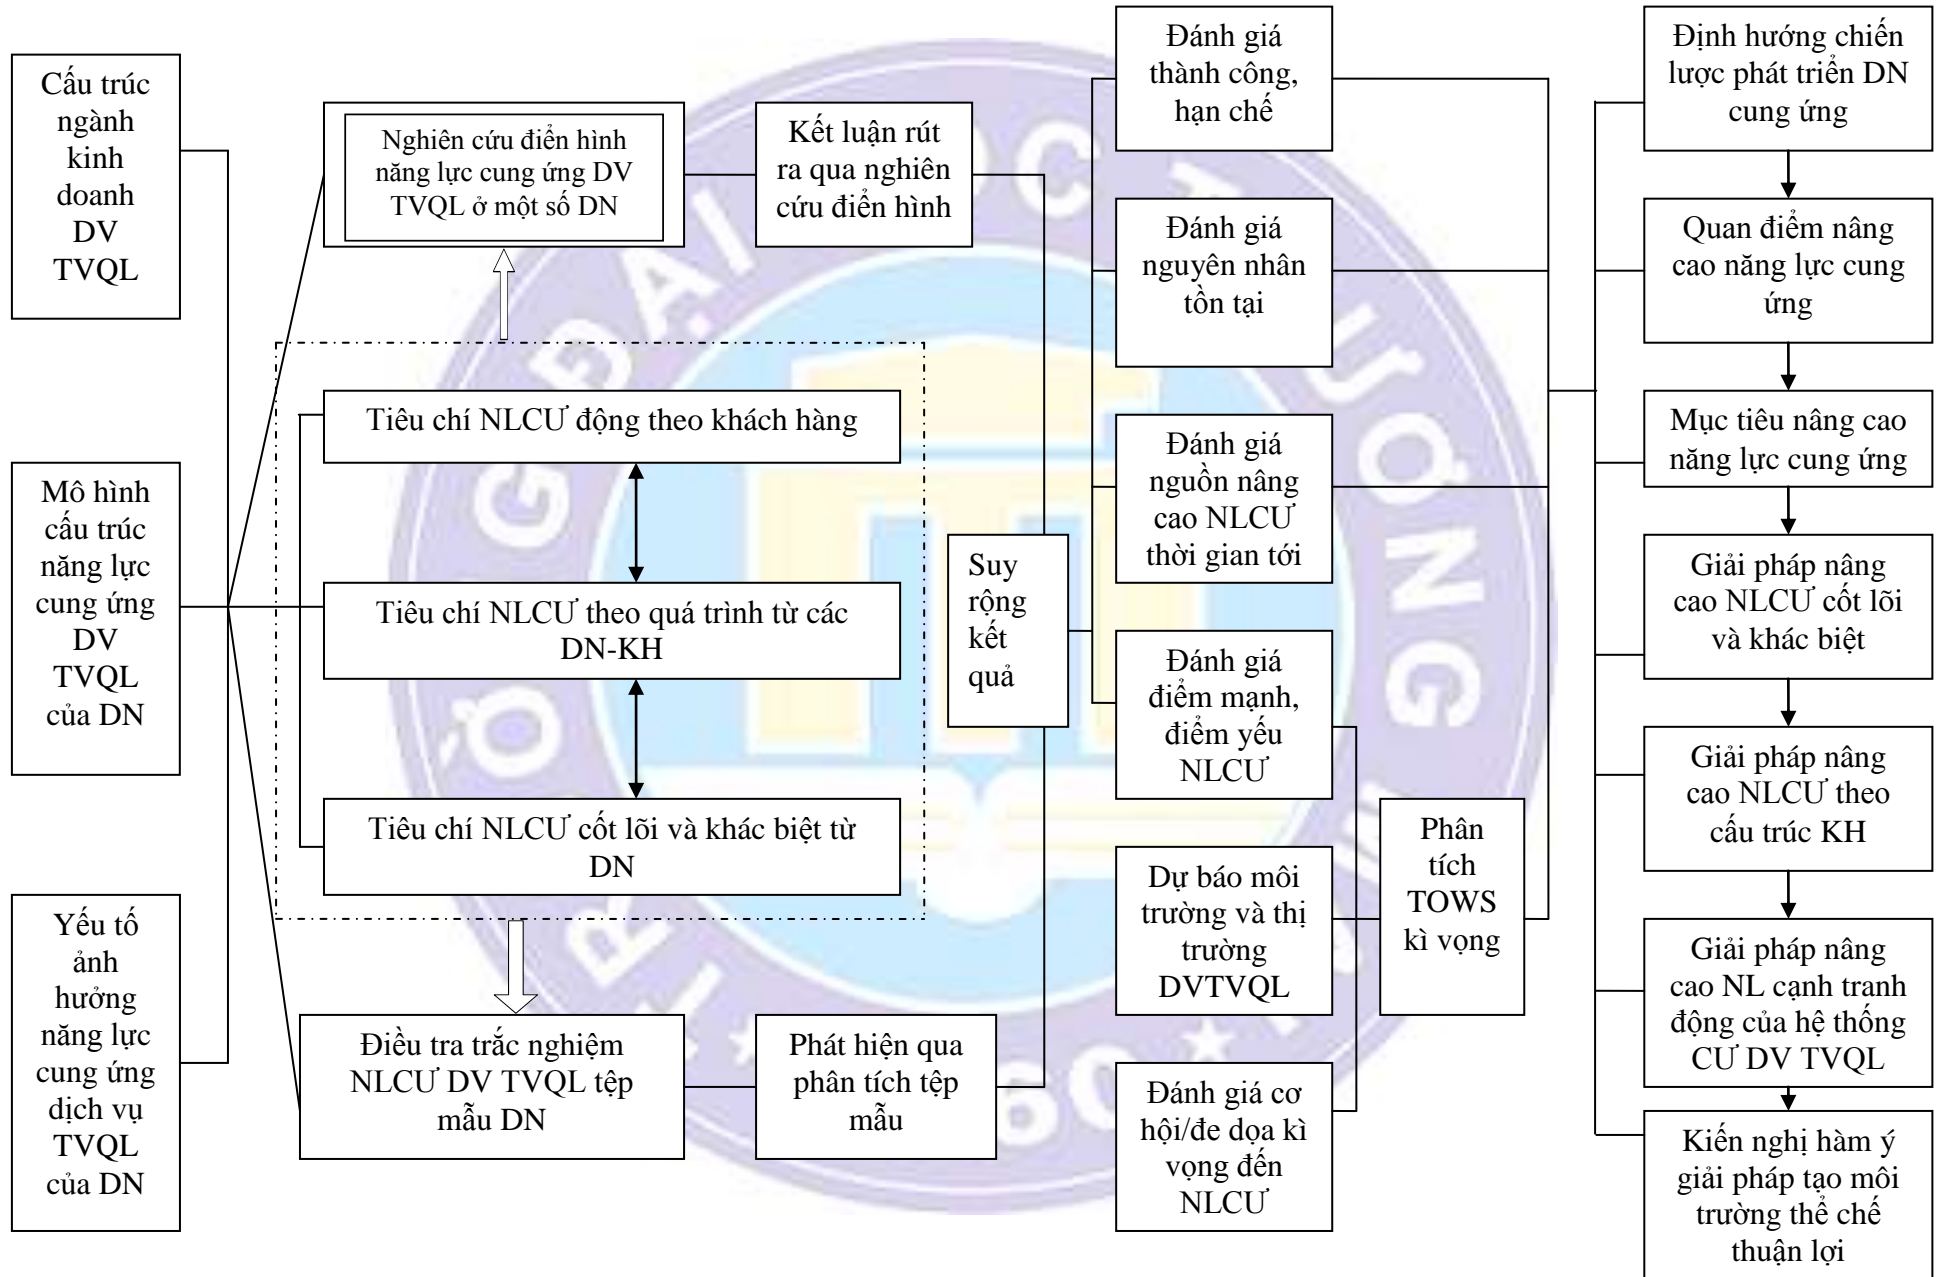 Cấu trúc
ngành
kinh
doanh
DV
TVQL
Mô hình
cấu trúc
năng lực
cung ứng
DV
TVQL
của DN
Yếu tố
ảnh
hưởng
năng lực
cung ứng
dịch vụ
TVQL
của DN
Nghiên cứu điển hình
năng lực cung ứng DV
TVQL ở một số DN
Kết luận rút
ra qua nghiên
cứu điển hình
Tiêu chí NLCƯ động theo khách hàng
Tiêu chí NLCƯ theo quá trình từ các
DN-KH
Tiêu chí NLCƯ cốt lõi và khác biệt từ
DN
Điều tra trắc nghiệm
NLCƯ DV TVQL tệp
mẫu DN
Phát hiện qua
phân tích tệp
mẫu
Suy
rộng
kết
quả
Đánh giá
thành công,
hạn chế
Đánh giá
nguyên nhân
tồn tại
Đánh giá
nguồn nâng
cao NLCƯ
thời gian tới
Đánh giá
điểm mạnh,
điểm yếu
NLCƯ
Dự báo môi
trường và thị
trường
DVTVQL
Đánh giá cơ
hội/đe dọa kì
vọng đến
NLCƯ
Phân
tích
TOWS
kì vọng
Định hướng chiến
lược phát triển DN
cung ứng
Quan điểm nâng
cao năng lực cung
ứng
Mục tiêu nâng cao
năng lực cung ứng
Giải pháp nâng
cao NLCƯ cốt lõi
và khác biệt
Giải pháp nâng
cao NLCƯ theo
cấu trúc KH
Giải pháp nâng
cao NL cạnh tranh
động của hệ thống
CƯ DV TVQL
Kiến nghị hàm ý
giải pháp tạo môi
trường thể chế
thuận lợi